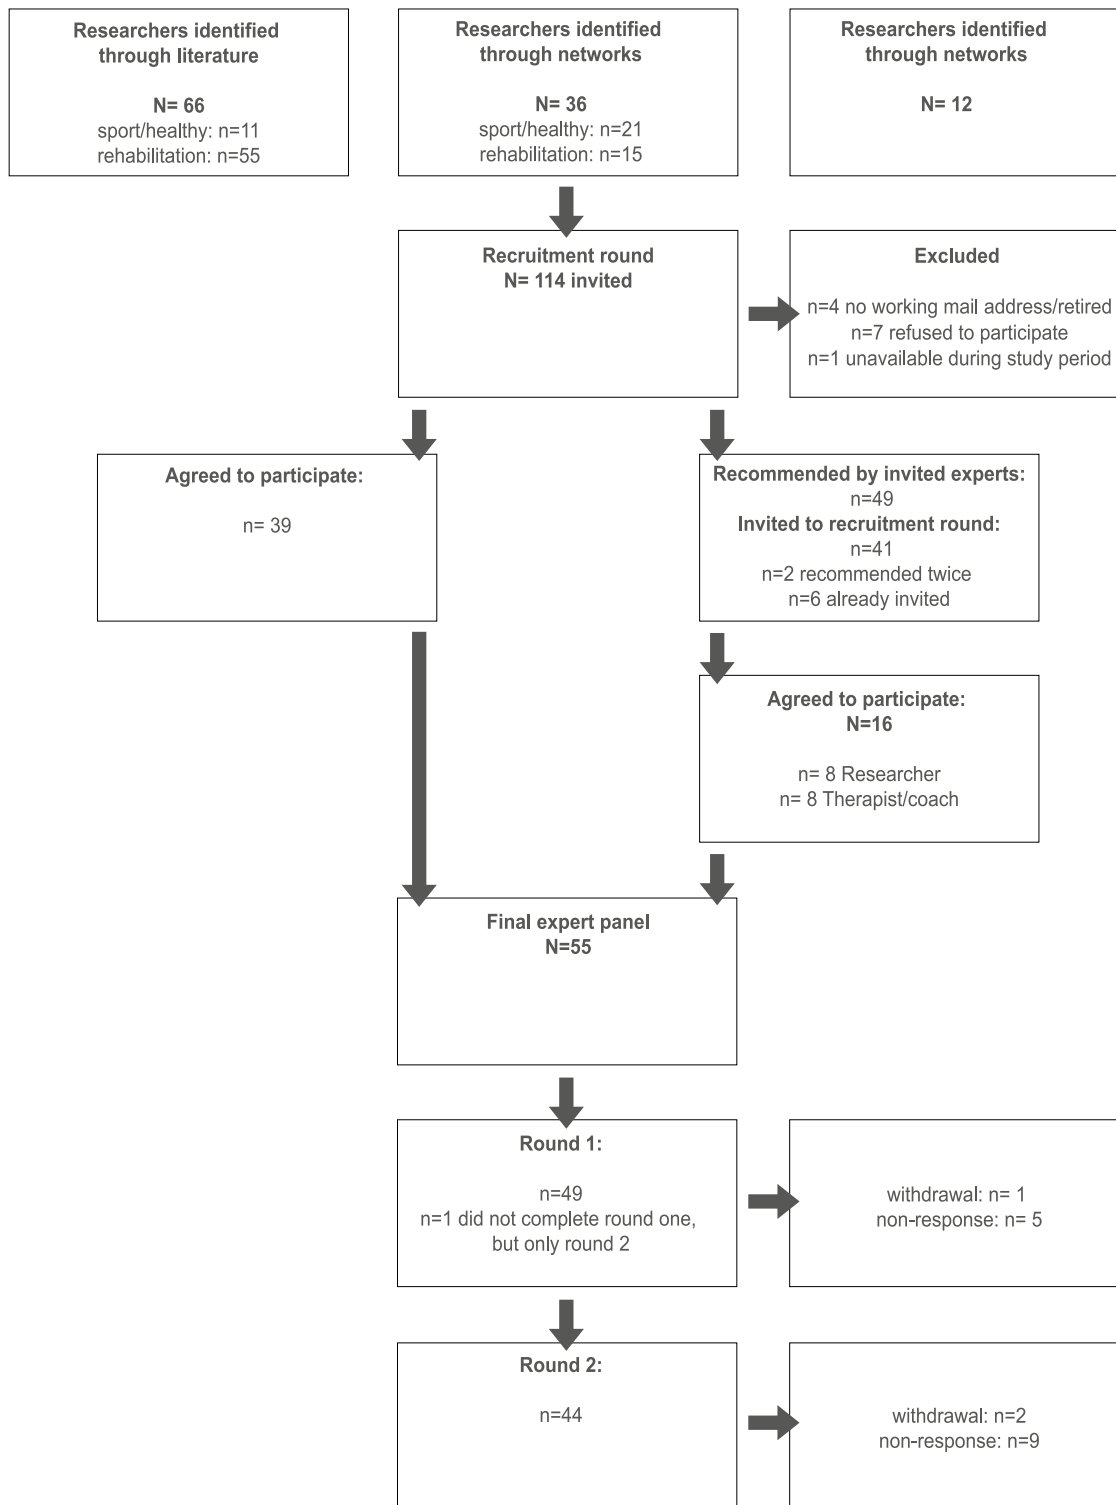 Researchers identified
through literature
N= 66
sport/healthy: n=11
rehabilitation: n=55
Researchers identified
through networks
N= 36
sport/healthy: n=21
rehabilitation: n=15
Researchers identified
through networks
N= 12
Recruitment round
N= 114 invited
Excluded
n=4 no working mail address/retired
n=7 refused to participate
n=1 unavailable during study period
Agreed to participate:
n= 39
Recommended by invited experts:
n=49
Invited to recruitment round:
n=41
n=2 recommended twice
n=6 already invited
Agreed to participate:
N=16
n= 8 Researcher
n= 8 Therapist/coach
Final expert panel
N=55
Round 1:
n=49
n=1 did not complete round one,
but only round 2
withdrawal: n= 1
non-response: n= 5
Round 2:
n=44
withdrawal: n=2
non-response: n=9